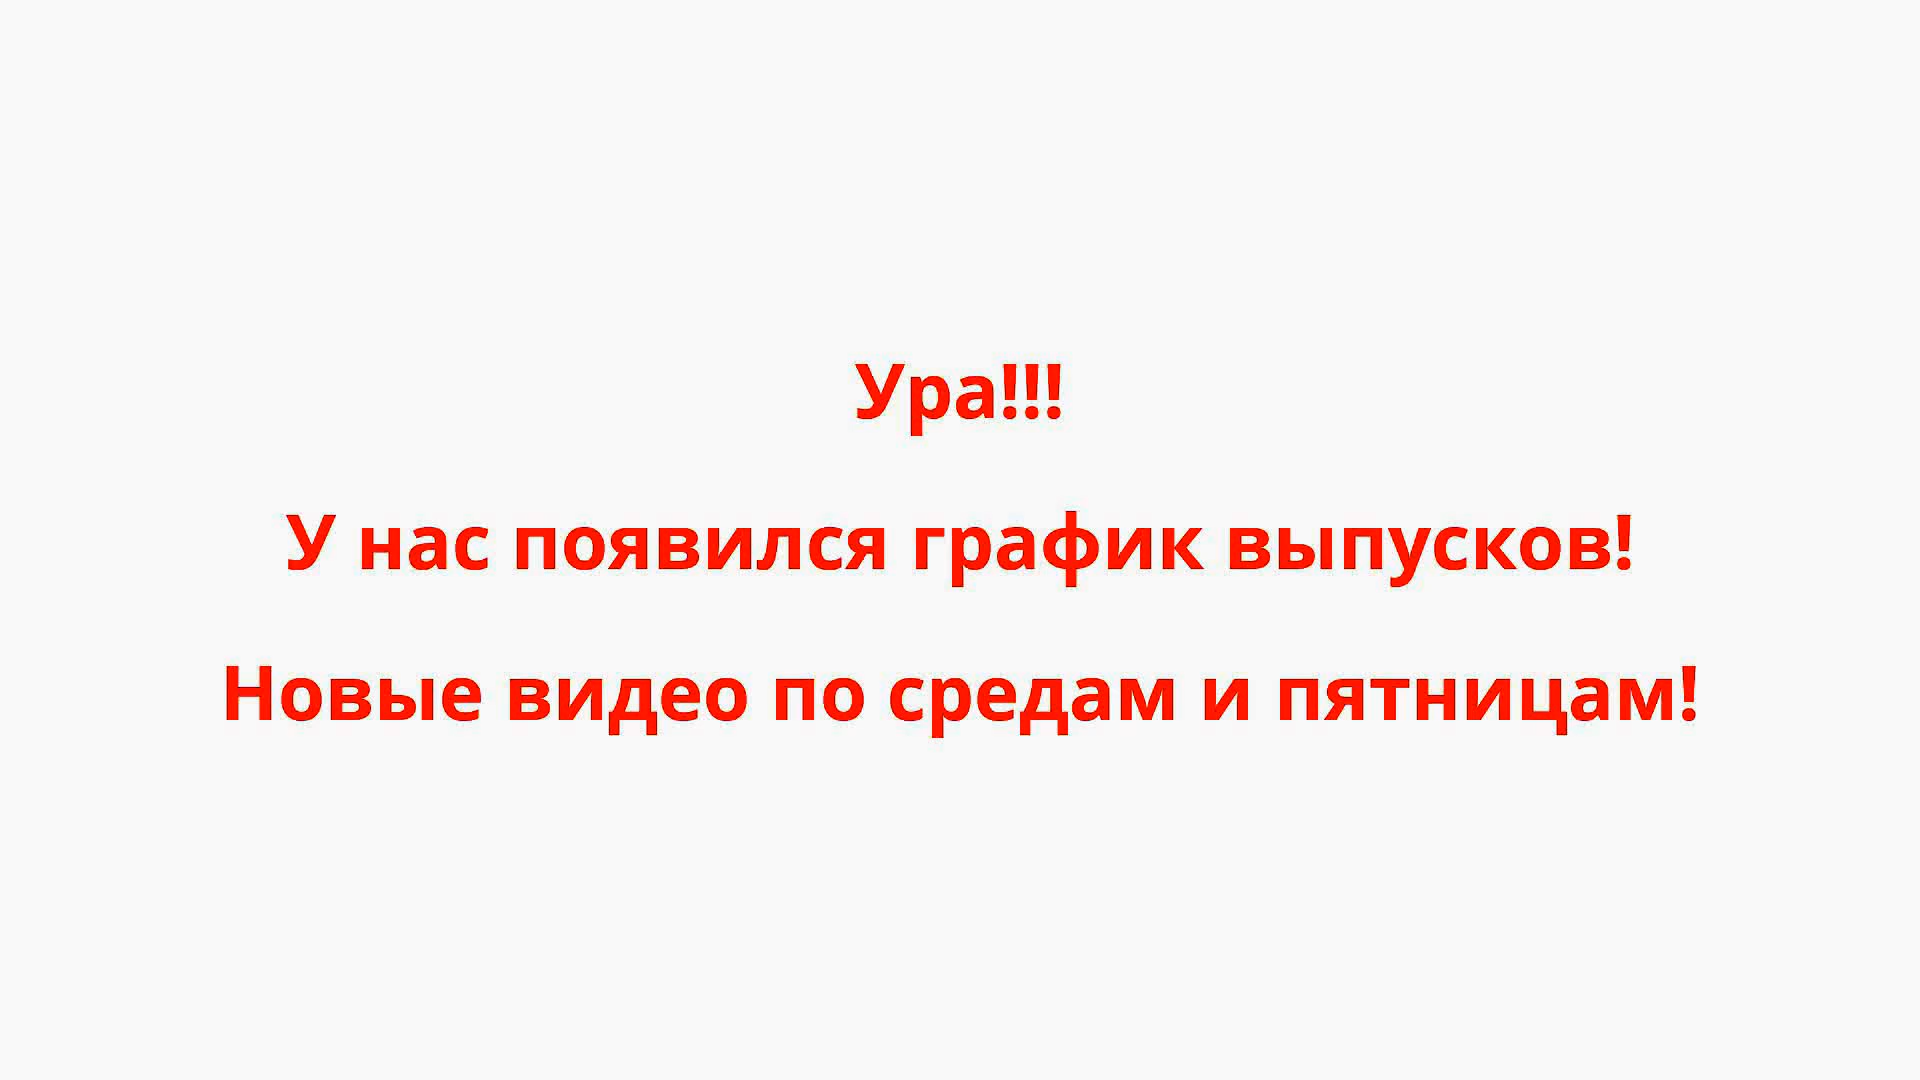 Ура!!!
У нас появился график выпусков!
Новые видео по средам и пятницам!